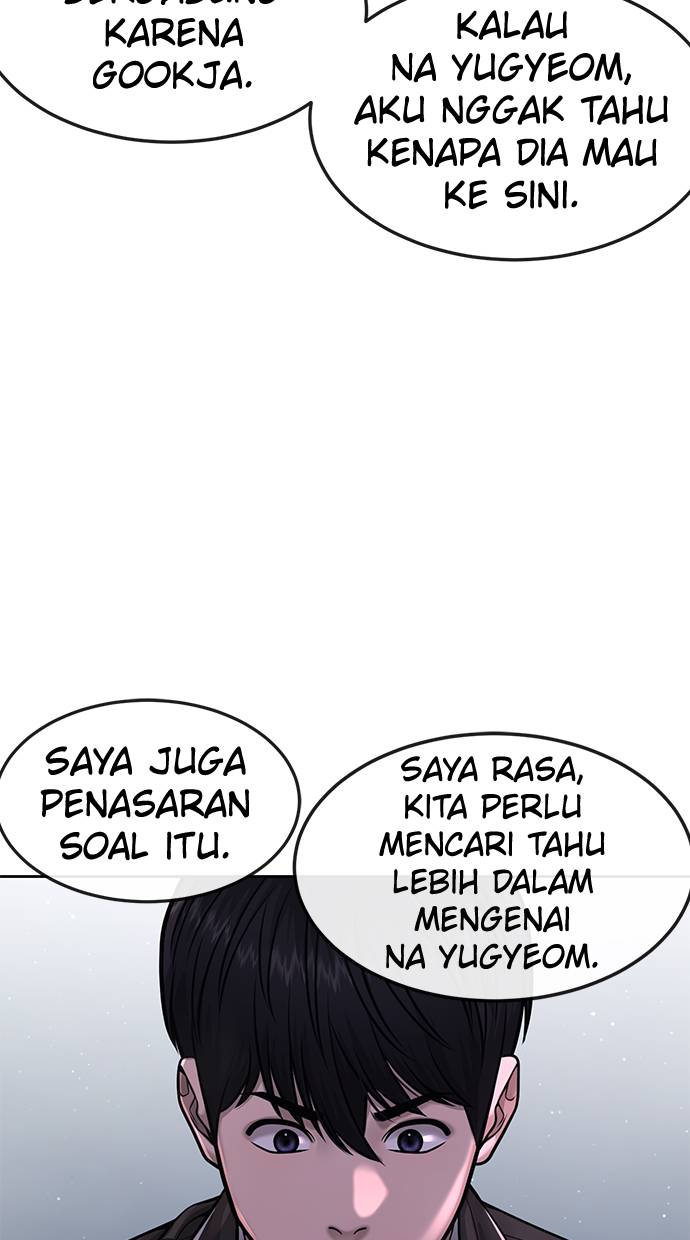 KARENA
GOOKJA.
KALAU
NA YUGYEOM,
AKU NGGAK TAHU
KENAPA DIA MAU
KE SINI.
SAYA JUGA
PENASARAN
SOAL ITU.
SAYA RASA,
KITA PERLU
MENCARI TAHU
LEBIH DALAM
MENGENAI
NA YUGYEOM.